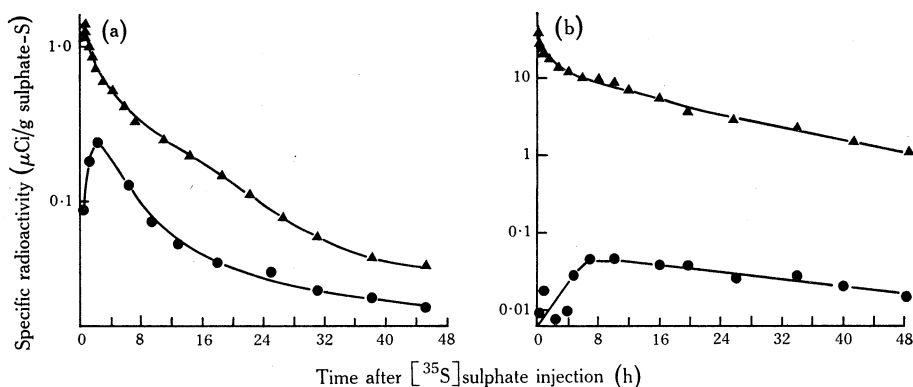 Specific radioactivity (μCi/g sulphate-S)
(a)
1·0
0·1
0 8 16 24 32 40 48
(b)
10
1
0·1
0·01
0 8 16 24 32 40 48
Time after [³⁵S]sulphate injection (h)